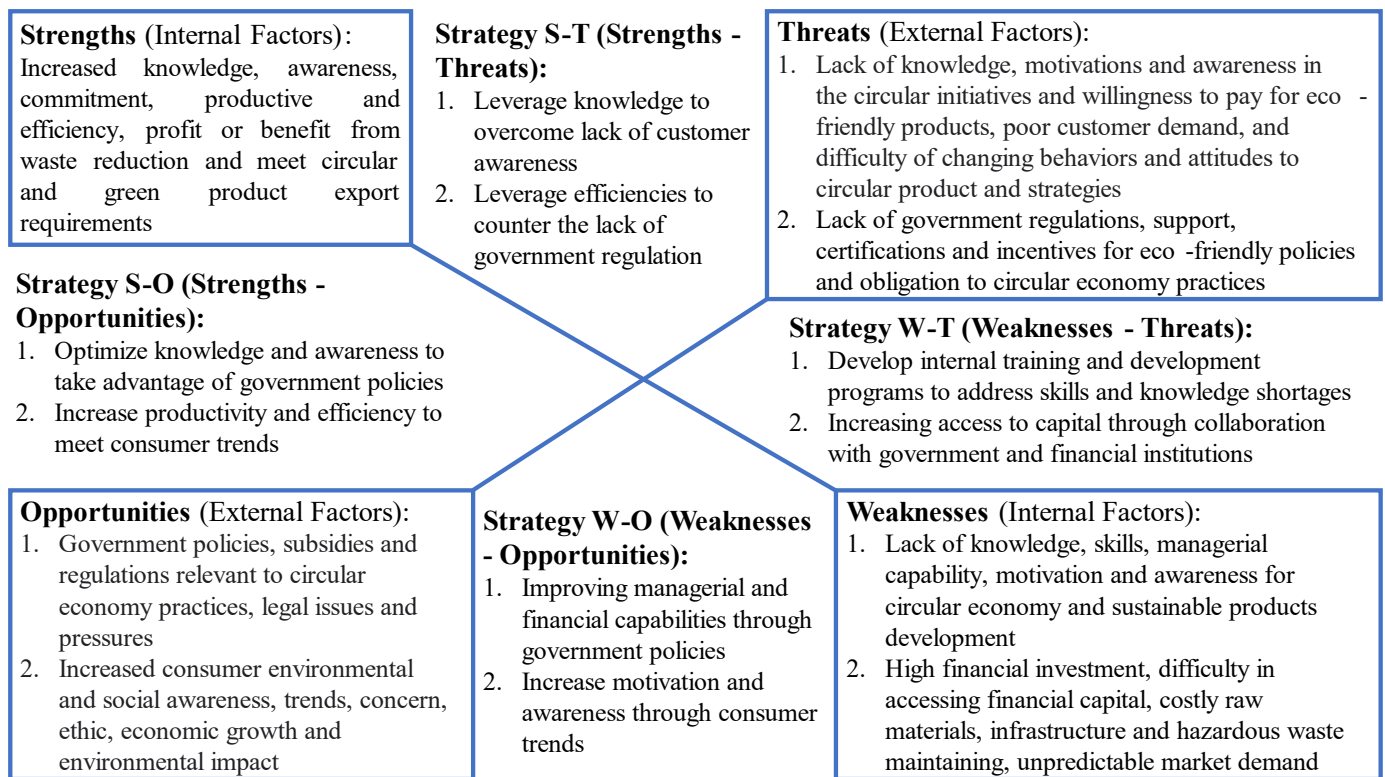 Strengths (Internal Factors):
Increased knowledge, awareness,
commitment, productive and
efficiency, profit or benefit from
waste reduction and meet circular
and green product export
requirements
Strategy S-T (Strengths -
Threats):
1. Leverage knowledge to
overcome lack of customer
awareness
2. Leverage efficiencies to
counter the lack of
government regulation
Threats (External Factors):
1. Lack of knowledge, motivations and awareness in
the circular initiatives and willingness to pay for eco -
friendly products, poor customer demand, and
difficulty of changing behaviors and attitudes to
circular product and strategies
2. Lack of government regulations, support,
certifications and incentives for eco -friendly policies
and obligation to circular economy practices
Strategy S-O (Strengths -
Opportunities):
1. Optimize knowledge and awareness to
take advantage of government policies
2. Increase productivity and efficiency to
meet consumer trends
Strategy W-T (Weaknesses - Threats):
1. Develop internal training and development
programs to address skills and knowledge shortages
2. Increasing access to capital through collaboration
with government and financial institutions
Opportunities (External Factors):
1. Government policies, subsidies and
regulations relevant to circular
economy practices, legal issues and
pressures
2. Increased consumer environmental
and social awareness, trends, concern,
ethic, economic growth and
environmental impact
Strategy W-O (Weaknesses
- Opportunities):
1. Improving managerial and
financial capabilities through
government policies
2. Increase motivation and
awareness through consumer
trends
Weaknesses (Internal Factors):
1. Lack of knowledge, skills, managerial
capability, motivation and awareness for
circular economy and sustainable products
development
2. High financial investment, difficulty in
accessing financial capital, costly raw
materials, infrastructure and hazardous waste
maintaining, unpredictable market demand